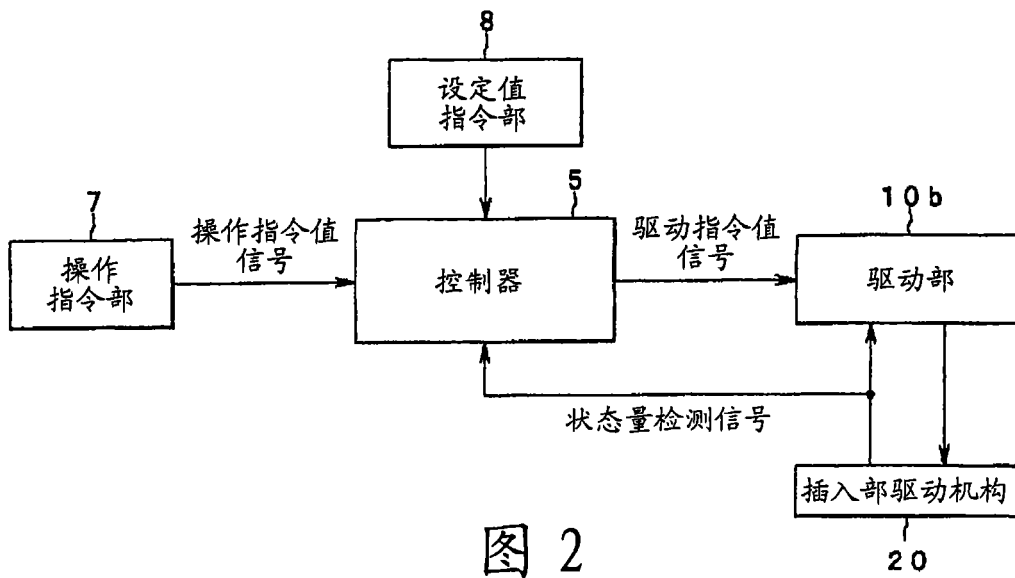 8
设定值
指令部
7
操作指令值
信号
5
驱动指令值
信号
10b
操作
指令部
控制器
驱动部
状态量检测信号
插入部驱动机构
20
图 2